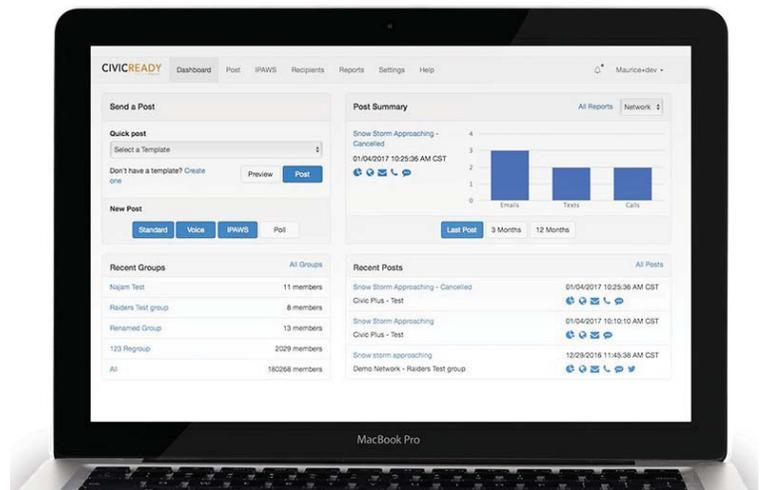 CIVICREADY
Dashboard Post IPAWS Recipients Reports Settings Help Maurice+dev
Send a Post
Quick post
Select a Template
Don't have a template? Create
one
Preview Post
New Post
Standard Voice IPAWS Poll
Post Summary All Reports Network
Snow Storm Approaching -
Cancelled
01/04/2017 10:25:36 AM CST
4
3
2
1
0
Emails Texts Calls
Last Post 3 Months 12 Months
Recent Groups All Groups
Najam Test 11 members
Raiders Test group 8 members
Renamed Group 13 members
123 Regroup 2029 members
All 180268 members
Recent Posts All Posts
Snow Storm Approaching - Cancelled 01/04/2017 10:25:36 AM CST
Civic Plus - Test
Snow Storm Approaching 01/04/2017 10:10:10 AM CST
Civic Plus - Test
Snow storm approaching 12/29/2016 11:45:38 AM CST
Demo Network - Raiders Test group
MacBook Pro